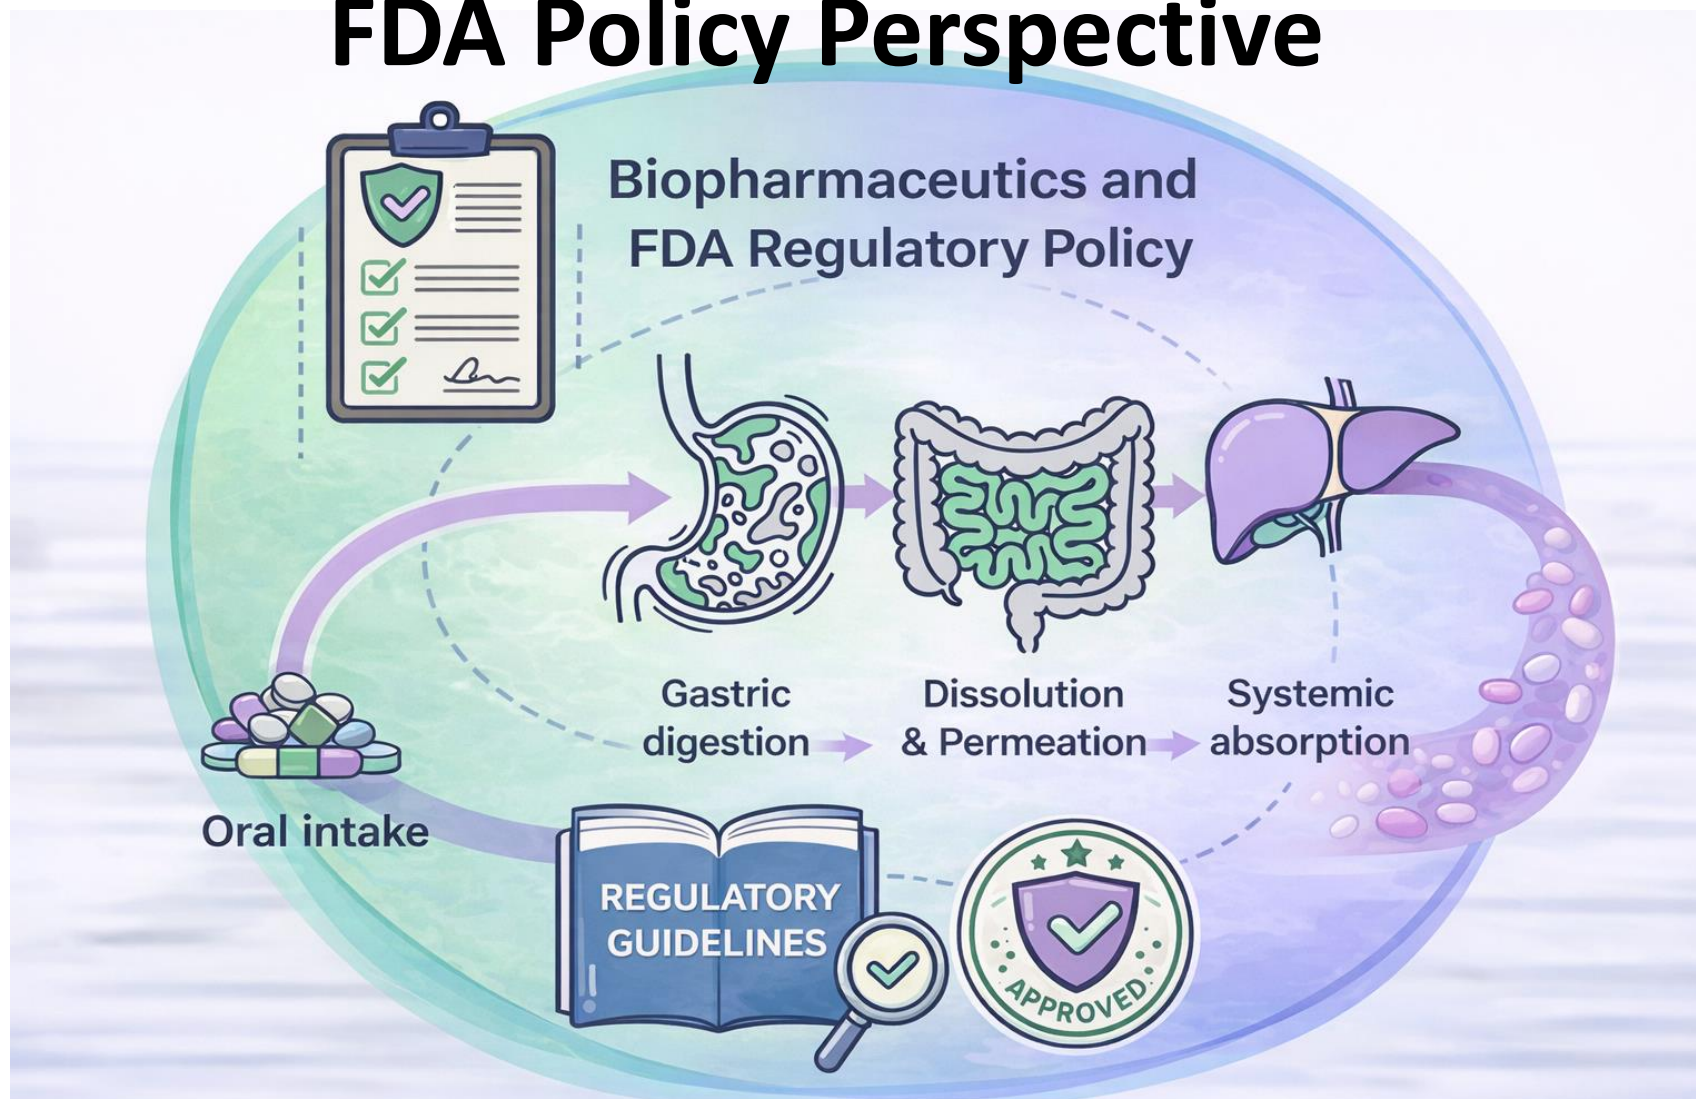 FDA Policy Perspective
Biopharmaceutics and
FDA Regulatory Policy
Gastric
digestion
Dissolution
& Permeation
Systemic
absorption
Oral intake
REGULATORY
GUIDELINES
APPROVED